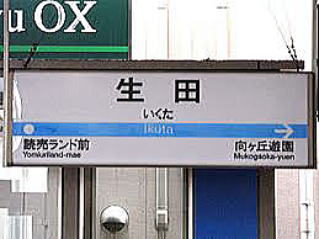 u OX
生田
いくた
Ikuta
読売ランド前
Yomiuriland-mae
向ヶ丘遊園
Mukogaoka-yuen